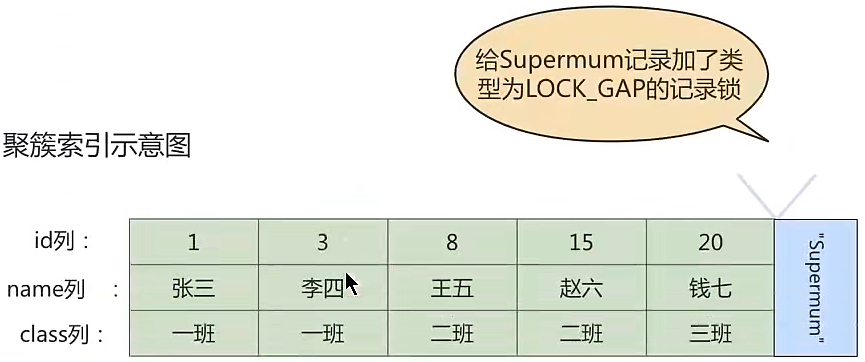 给Supermum记录加了类
型为LOCK_GAP的记录锁
聚簇索引示意图
id列： 1 3 8 15 20
name列 ： 张三 李四 王五 赵六 钱七
class列： 一班 一班 二班 二班 三班
"Supermum"